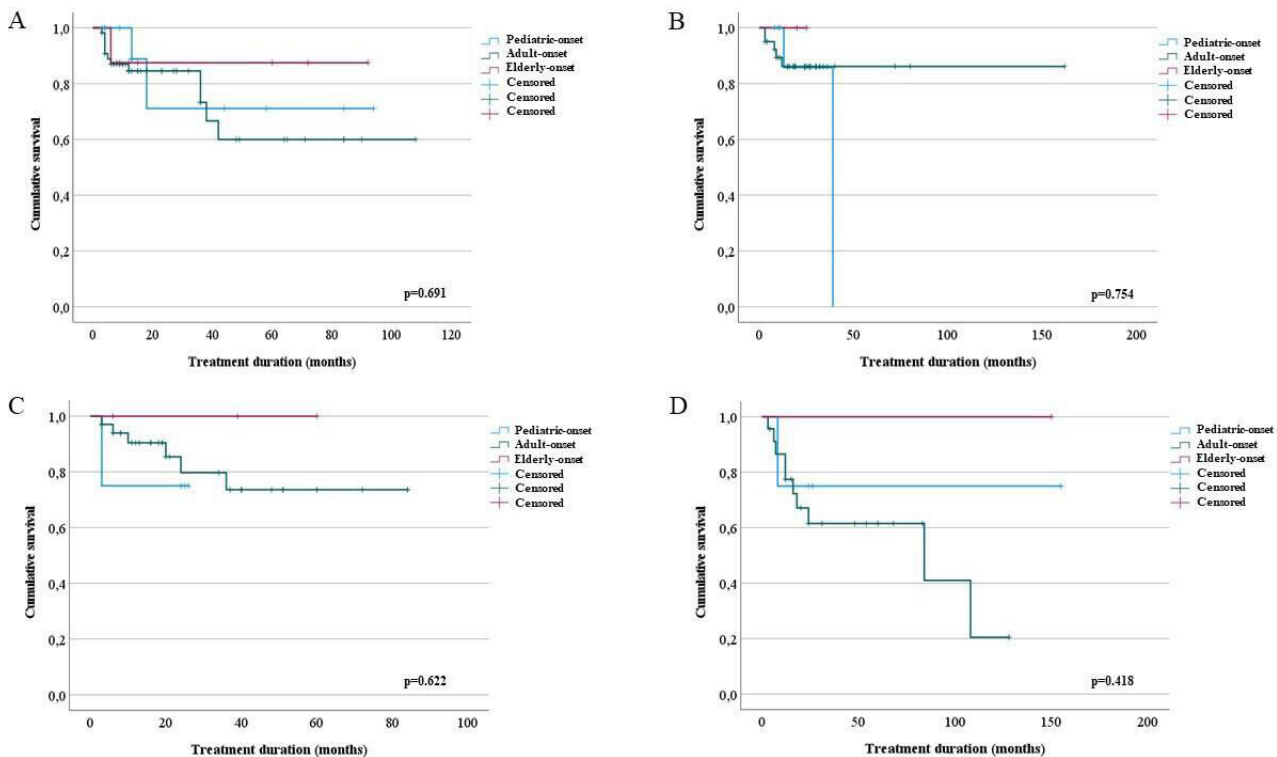 A
Cumulative survival
1,0
0,8
0,6
0,4
0,2
0,0
0 20 40 60 80 100 120
Treatment duration (months)
p=0.691
Pediatric-onset
Adult-onset
Elderly-onset
Censored
Censored
Censored
B
Cumulative survival
1,0
0,8
0,6
0,4
0,2
0,0
0 50 100 150 200
Treatment duration (months)
p=0.754
Pediatric-onset
Adult-onset
Elderly-onset
Censored
Censored
Censored
C
Cumulative survival
1,0
0,8
0,6
0,4
0,2
0,0
0 20 40 60 80 100
Treatment duration (months)
p=0.622
Pediatric-onset
Adult-onset
Elderly-onset
Censored
Censored
Censored
D
Cumulative survival
1,0
0,8
0,6
0,4
0,2
0,0
0 50 100 150 200
Treatment duration (months)
p=0.418
Pediatric-onset
Adult-onset
Elderly-onset
Censored
Censored
Censored